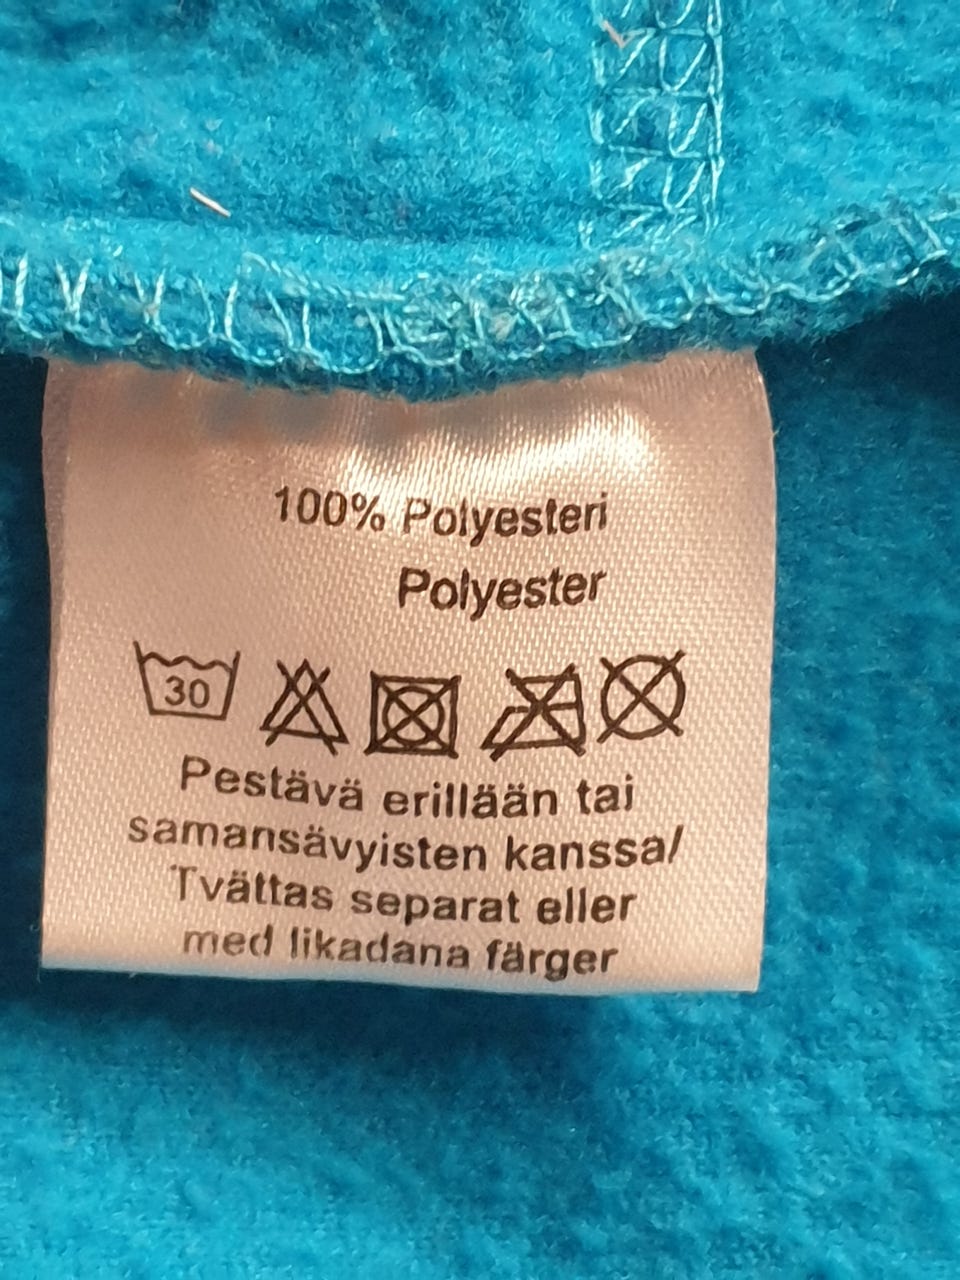 100% Polyesteri
Polyester
30
Pestävä erillään tai
samansävyisten kanssa/
Tvättas separat eller
med likadana färger